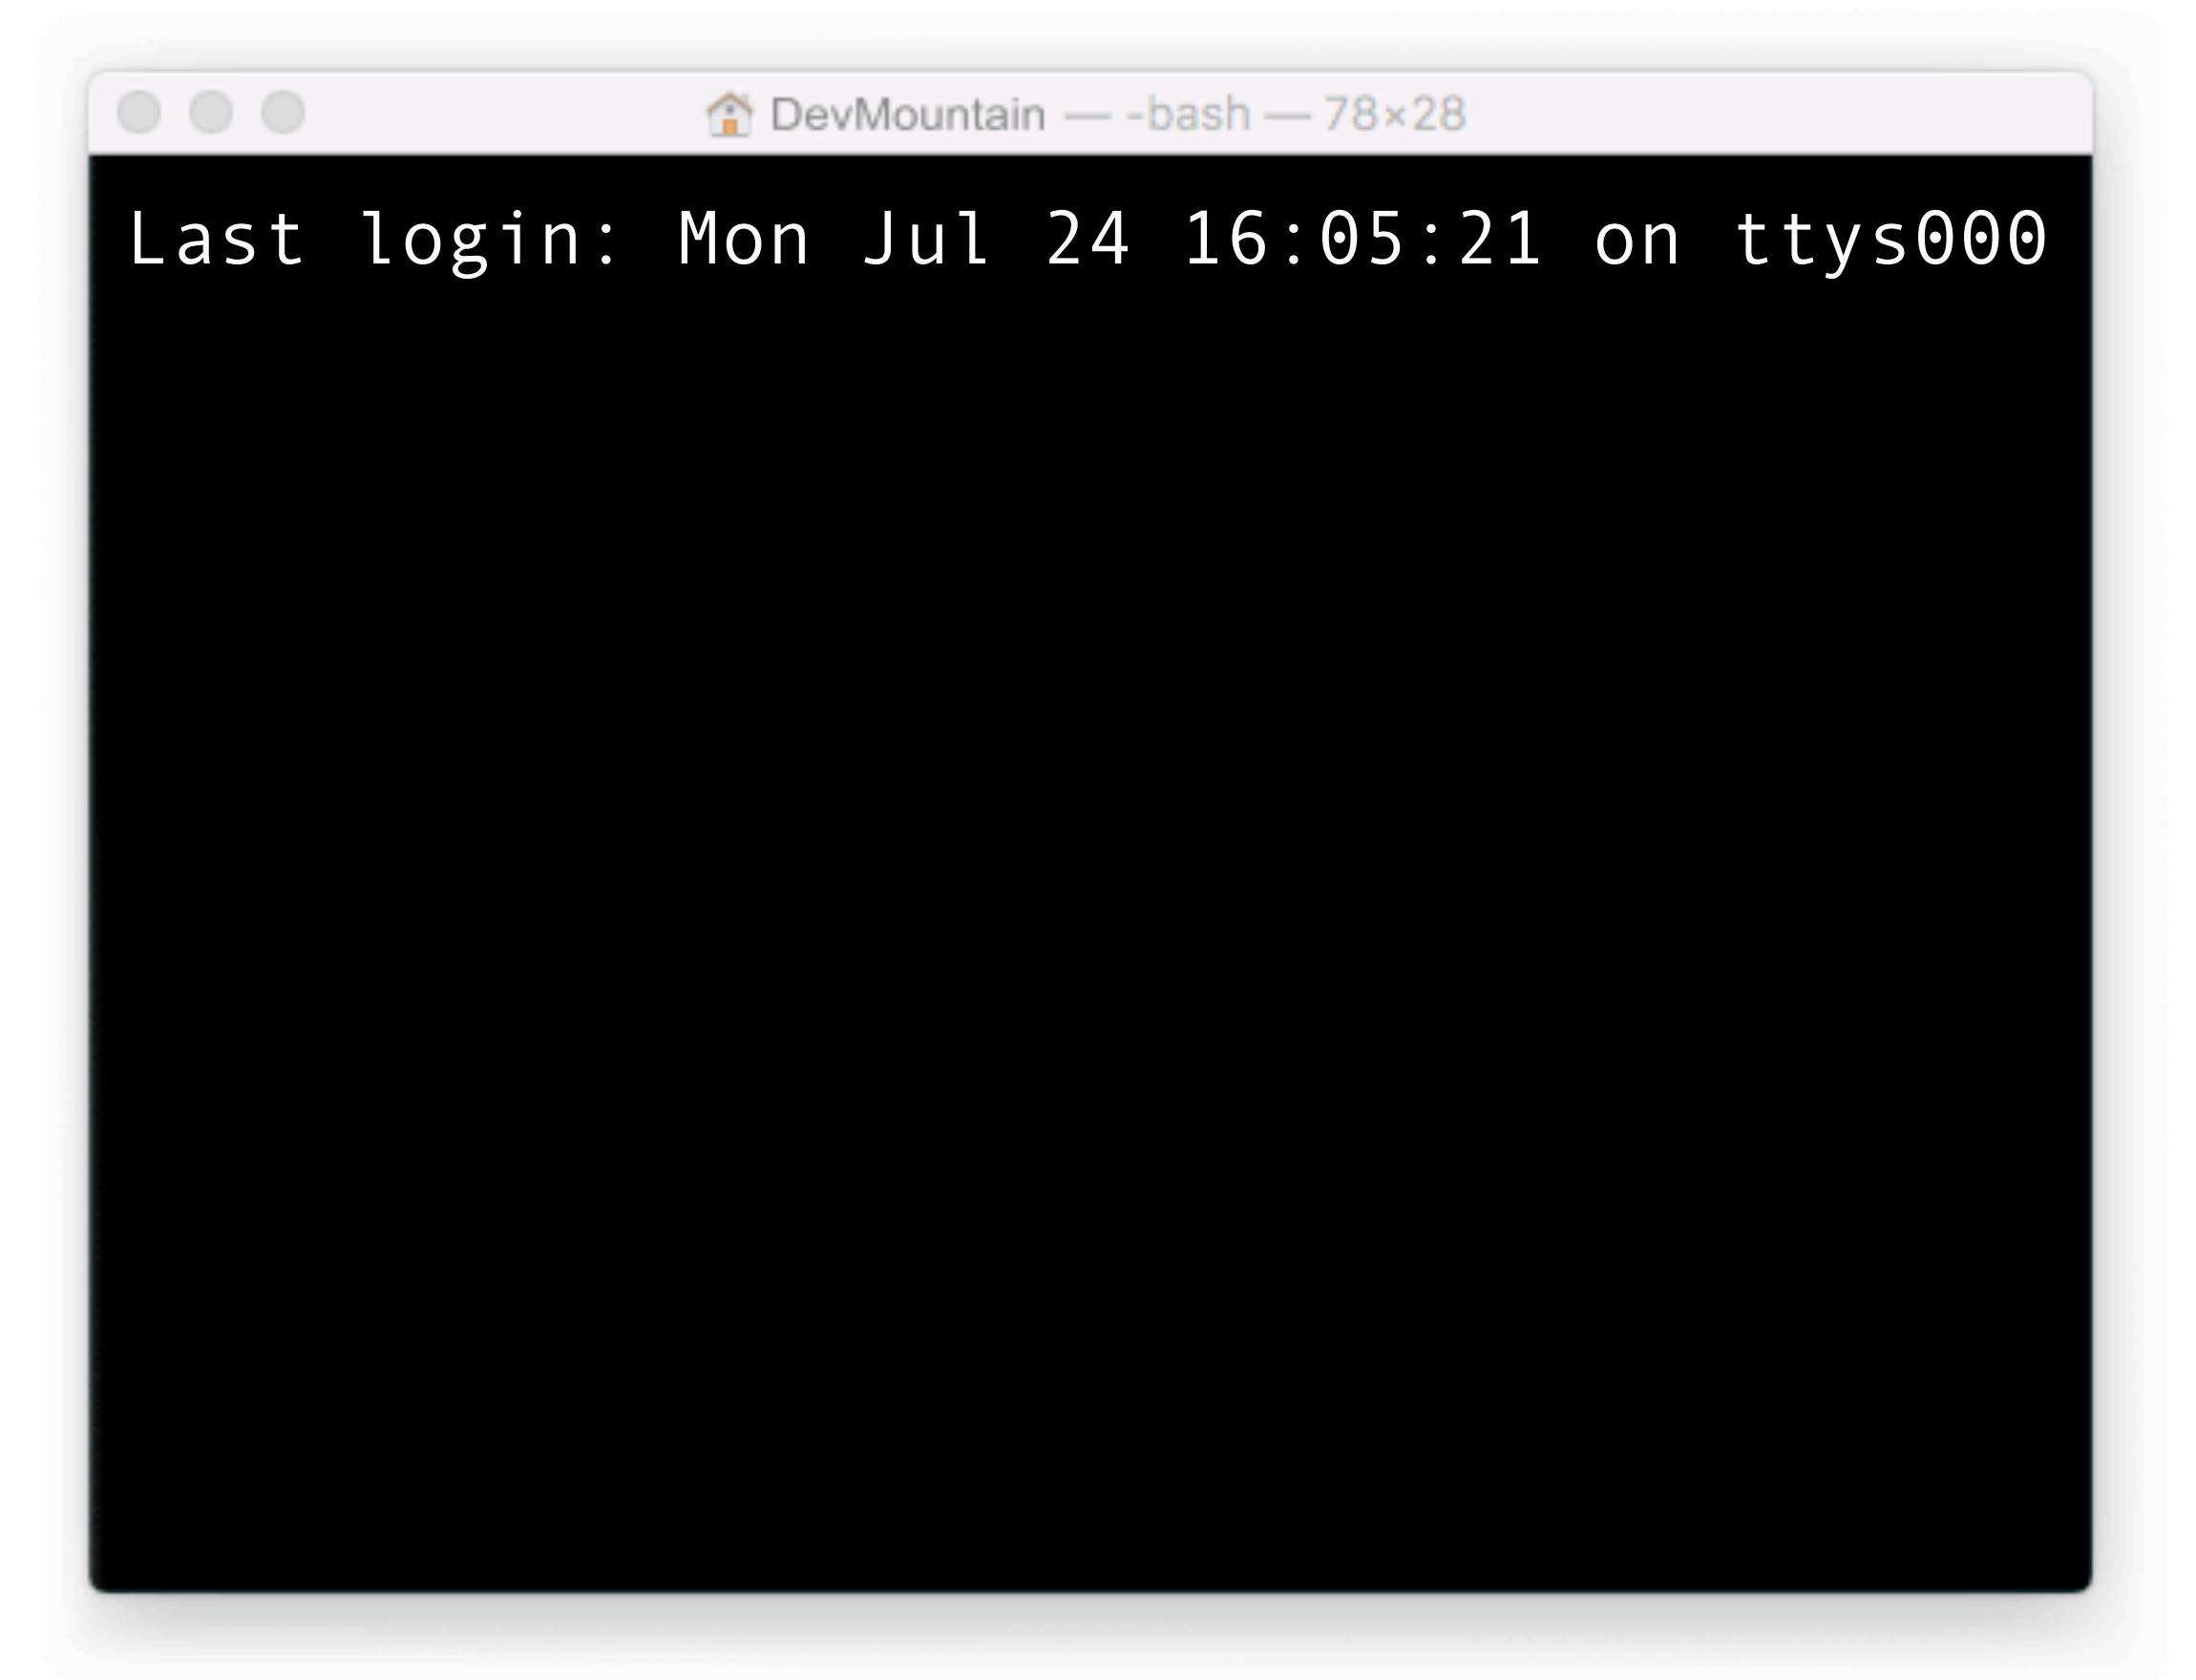 DevMountain — -bash — 78×28
Last login: Mon Jul 24 16:05:21 on ttys000